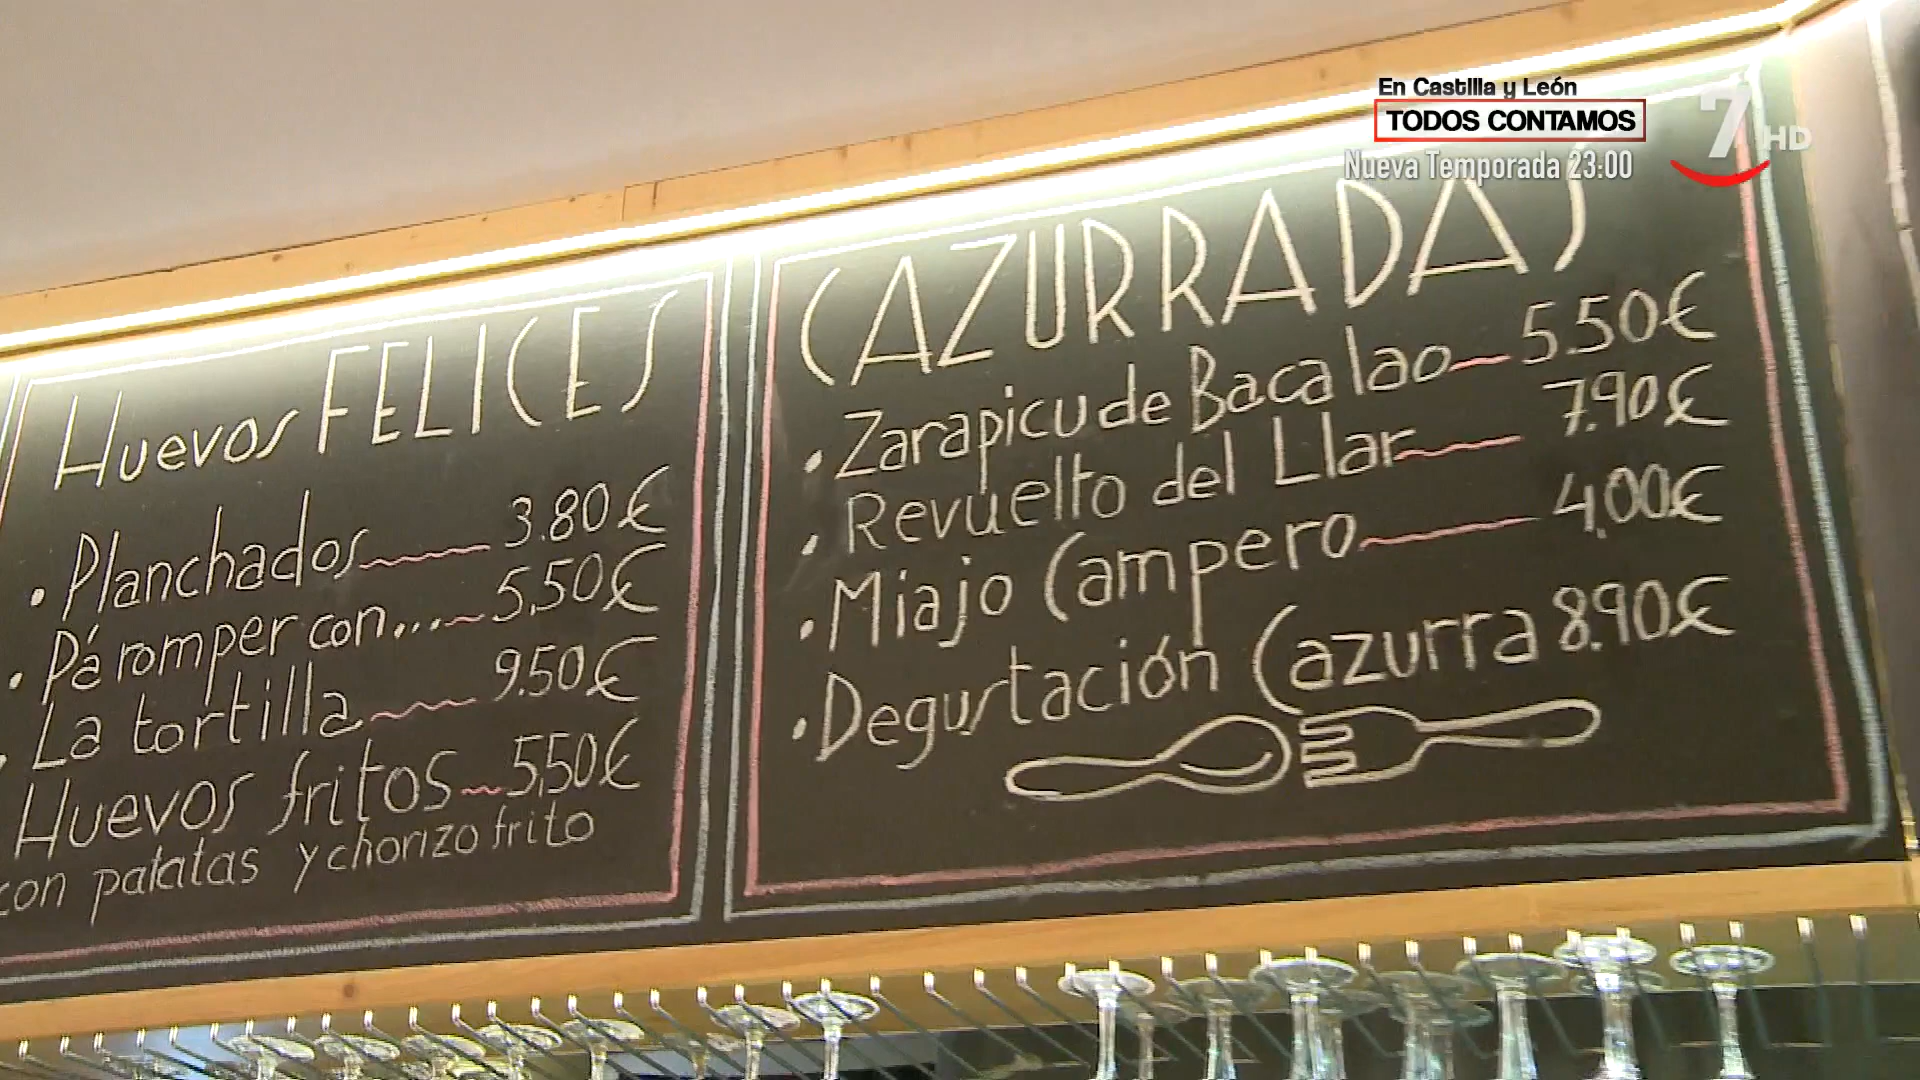 En Castilla y León
TODOS CONTAMOS
Nueva Temporada 23:00
7 HD
Huevos FELICES
• Planchados 3.80€
• Pá romper con.... 5,50€
• La tortilla 9.50€
Huevos fritos 5,50€
con patatas y chorizo frito
CAZURRADAS
• Zarapicu de Bacalao 5.50€
• Revuelto del Llar 7.90€
• Miajo Campero 4,00€
• Degustación Cazurra 8.90€